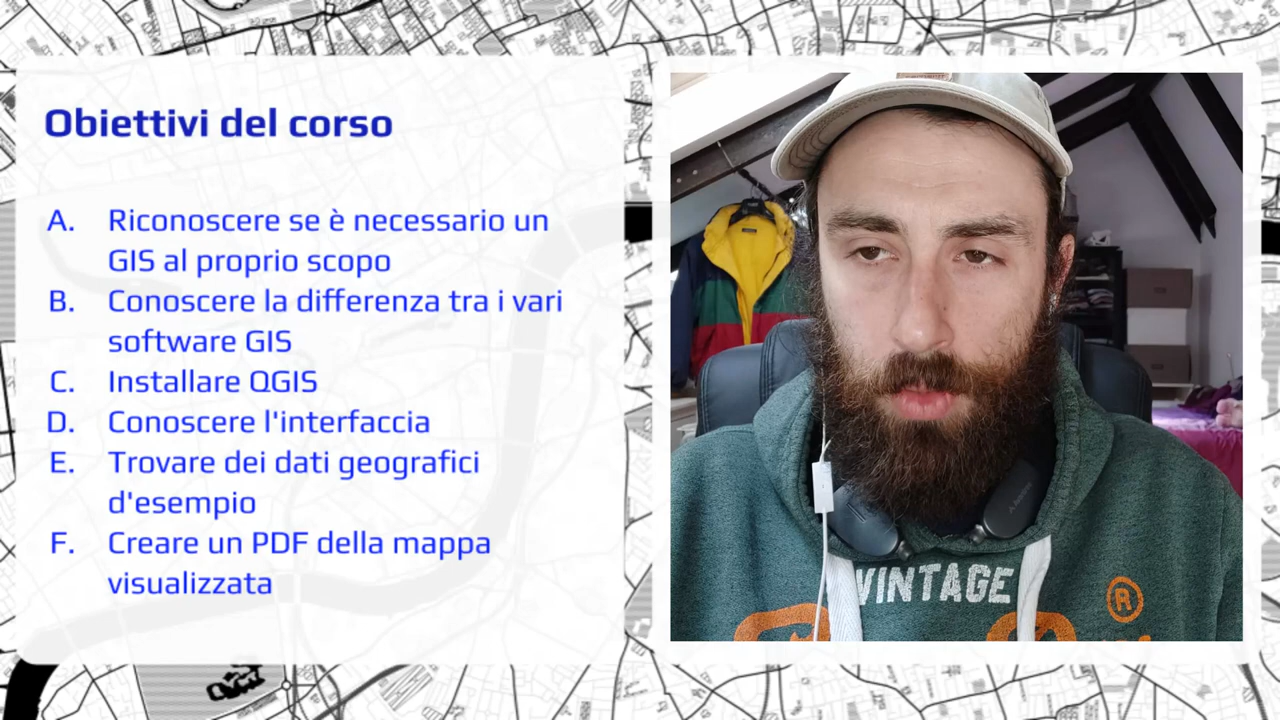 Obiettivi del corso
A. Riconoscere se è necessario un
GIS al proprio scopo
B. Conoscere la differenza tra i vari
software GIS
C. Installare QGIS
D. Conoscere l'interfaccia
E. Trovare dei dati geografici
d'esempio
F. Creare un PDF della mappa
visualizzata
VINTAGE
®